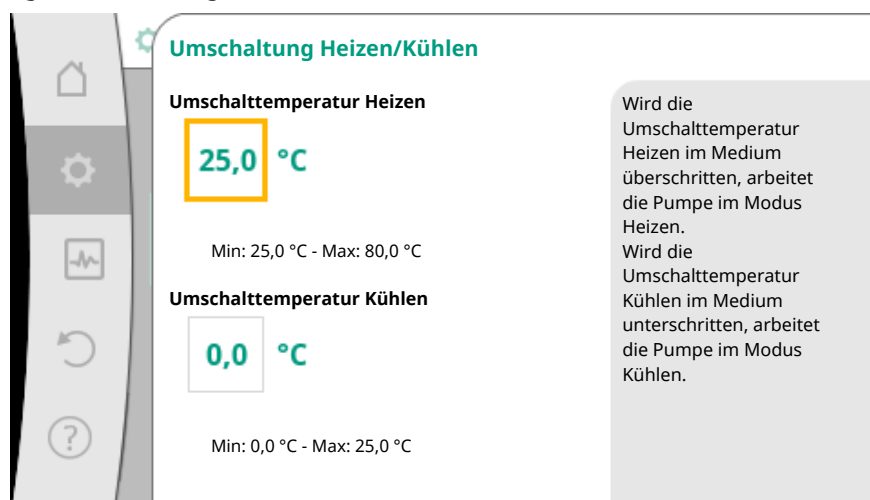 Umschaltung Heizen/Kühlen
Umschalttemperatur Heizen
25,0 °C
Min: 25,0 °C - Max: 80,0 °C
Umschalttemperatur Kühlen
0,0 °C
Min: 0,0 °C - Max: 25,0 °C
Wird die
Umschalttemperatur
Heizen im Medium
überschritten, arbeitet
die Pumpe im Modus
Heizen.
Wird die
Umschalttemperatur
Kühlen im Medium
unterschritten, arbeitet
die Pumpe im Modus
Kühlen.
?